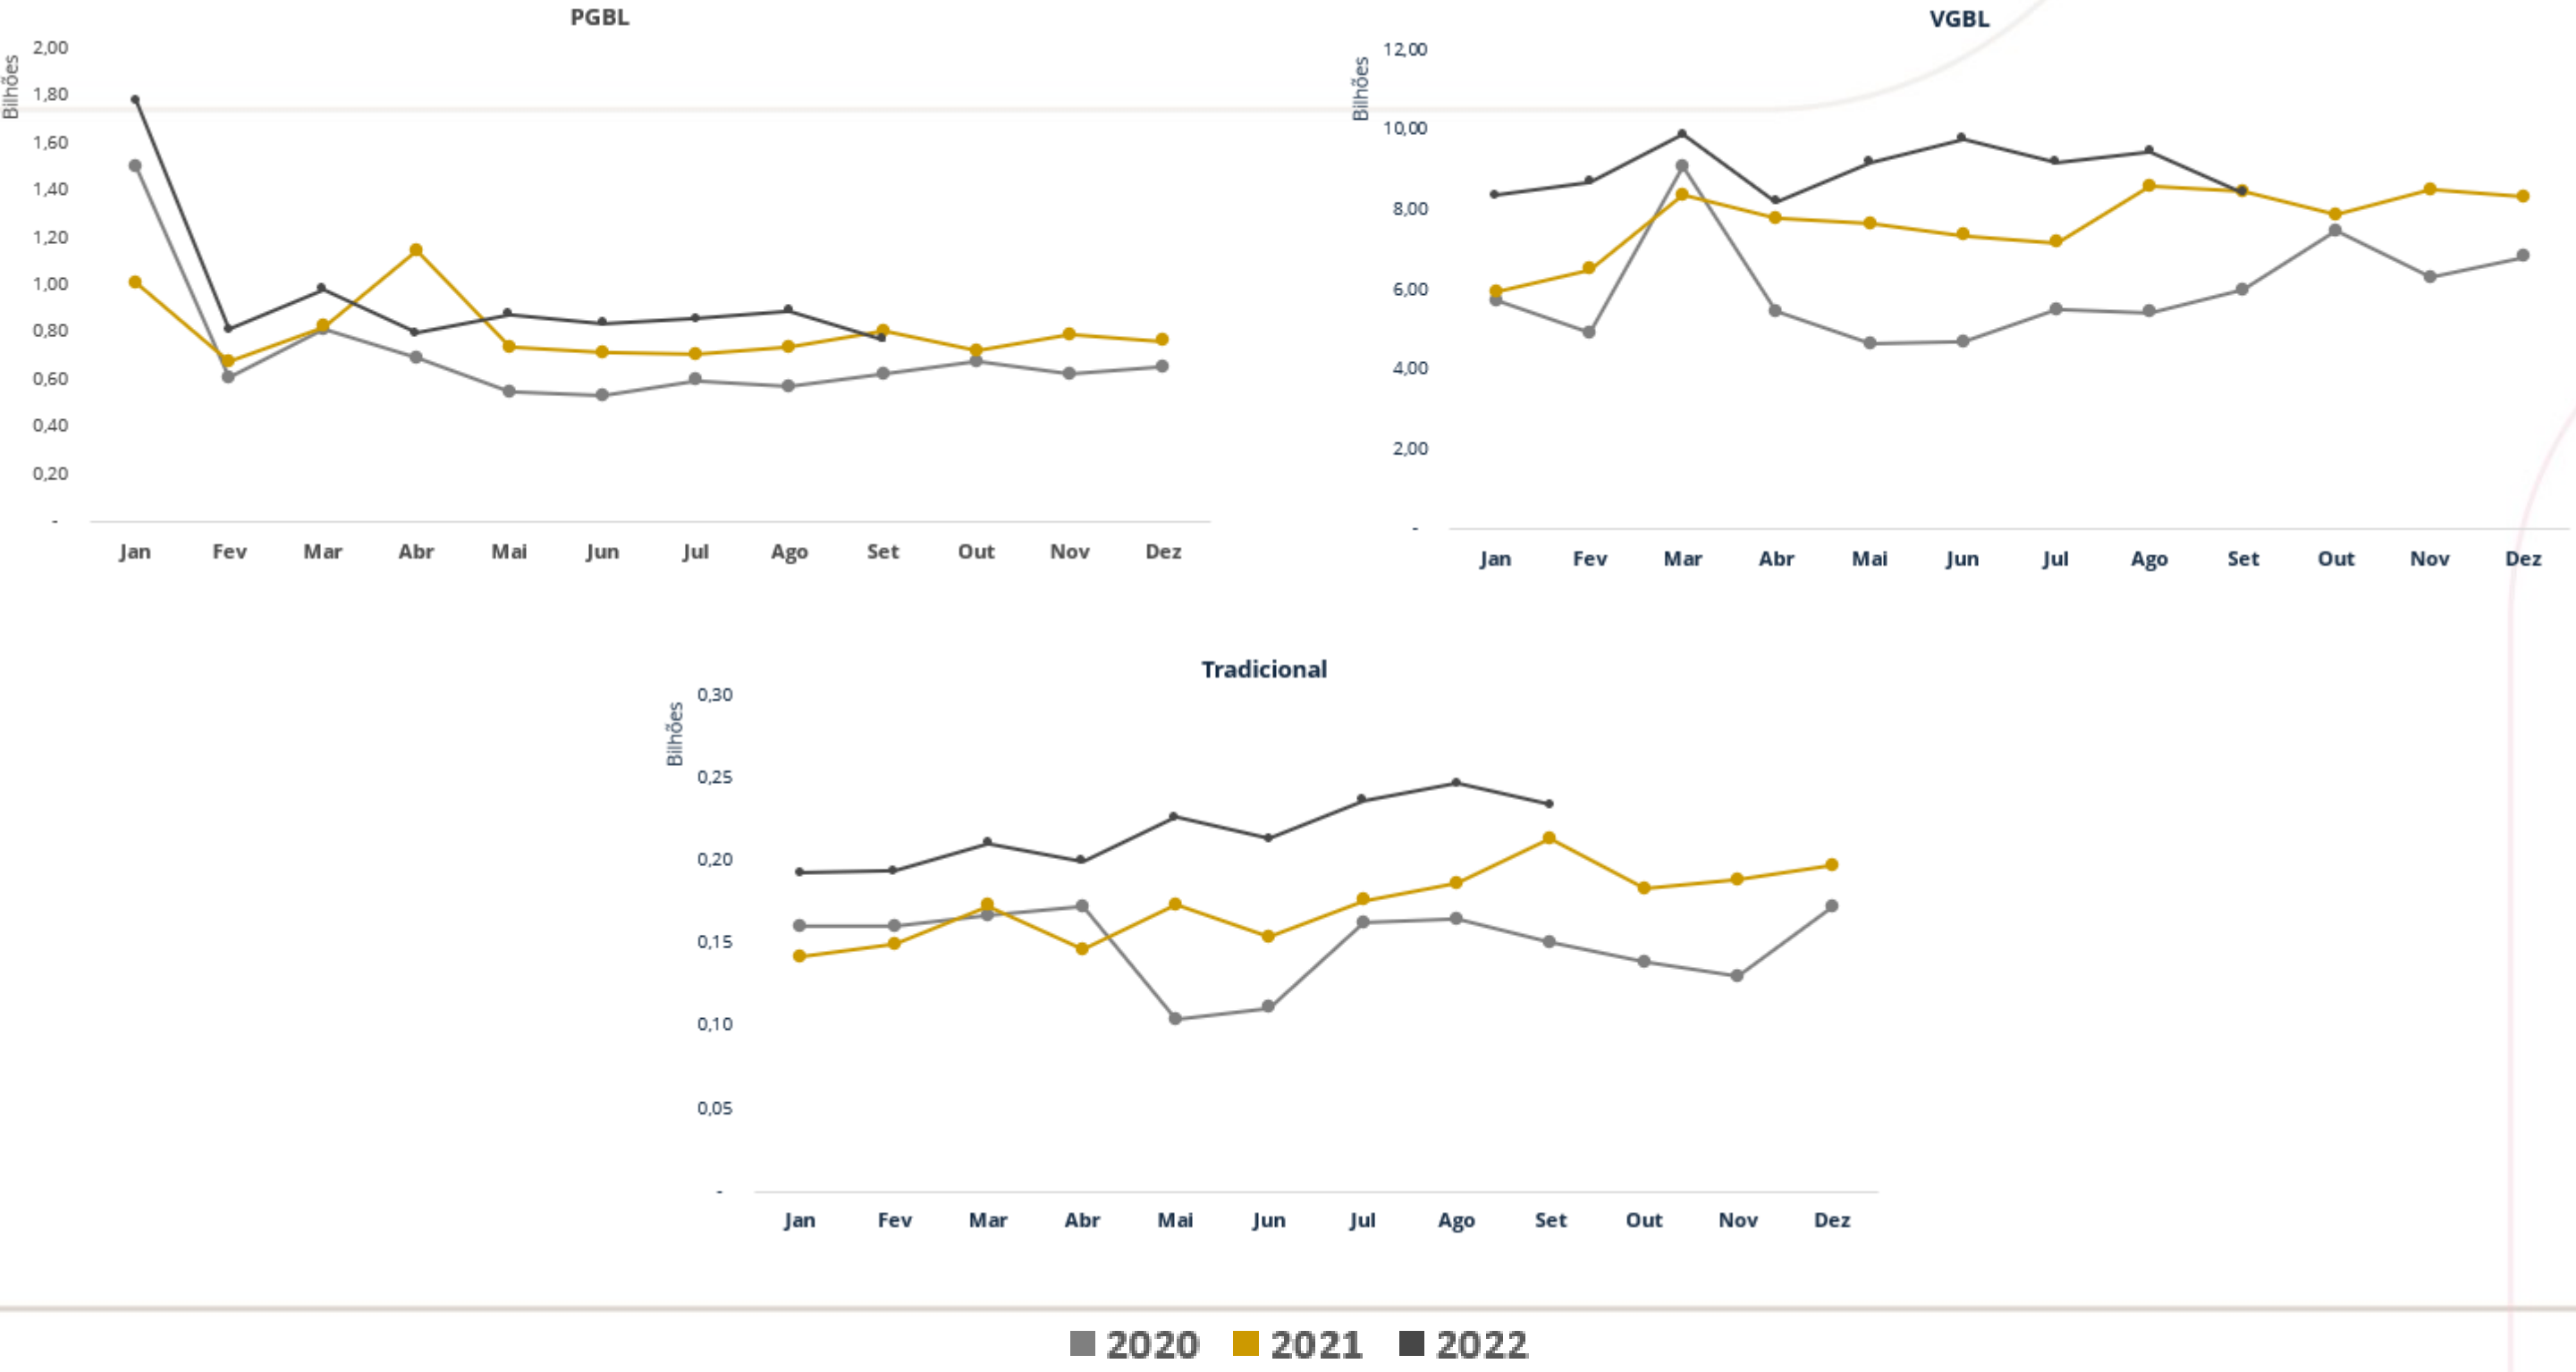 PGBL
Bilhões
2,00
1,80
1,60
1,40
1,20
1,00
0,80
0,60
0,40
0,20
-
Jan Fev Mar Abr Mai Jun Jul Ago Set Out Nov Dez
VGBL
Bilhões
12,00
10,00
8,00
6,00
4,00
2,00
-
Jan Fev Mar Abr Mai Jun Jul Ago Set Out Nov Dez
Tradicional
Bilhões
0,30
0,25
0,20
0,15
0,10
0,05
-
Jan Fev Mar Abr Mai Jun Jul Ago Set Out Nov Dez
2020 2021 2022